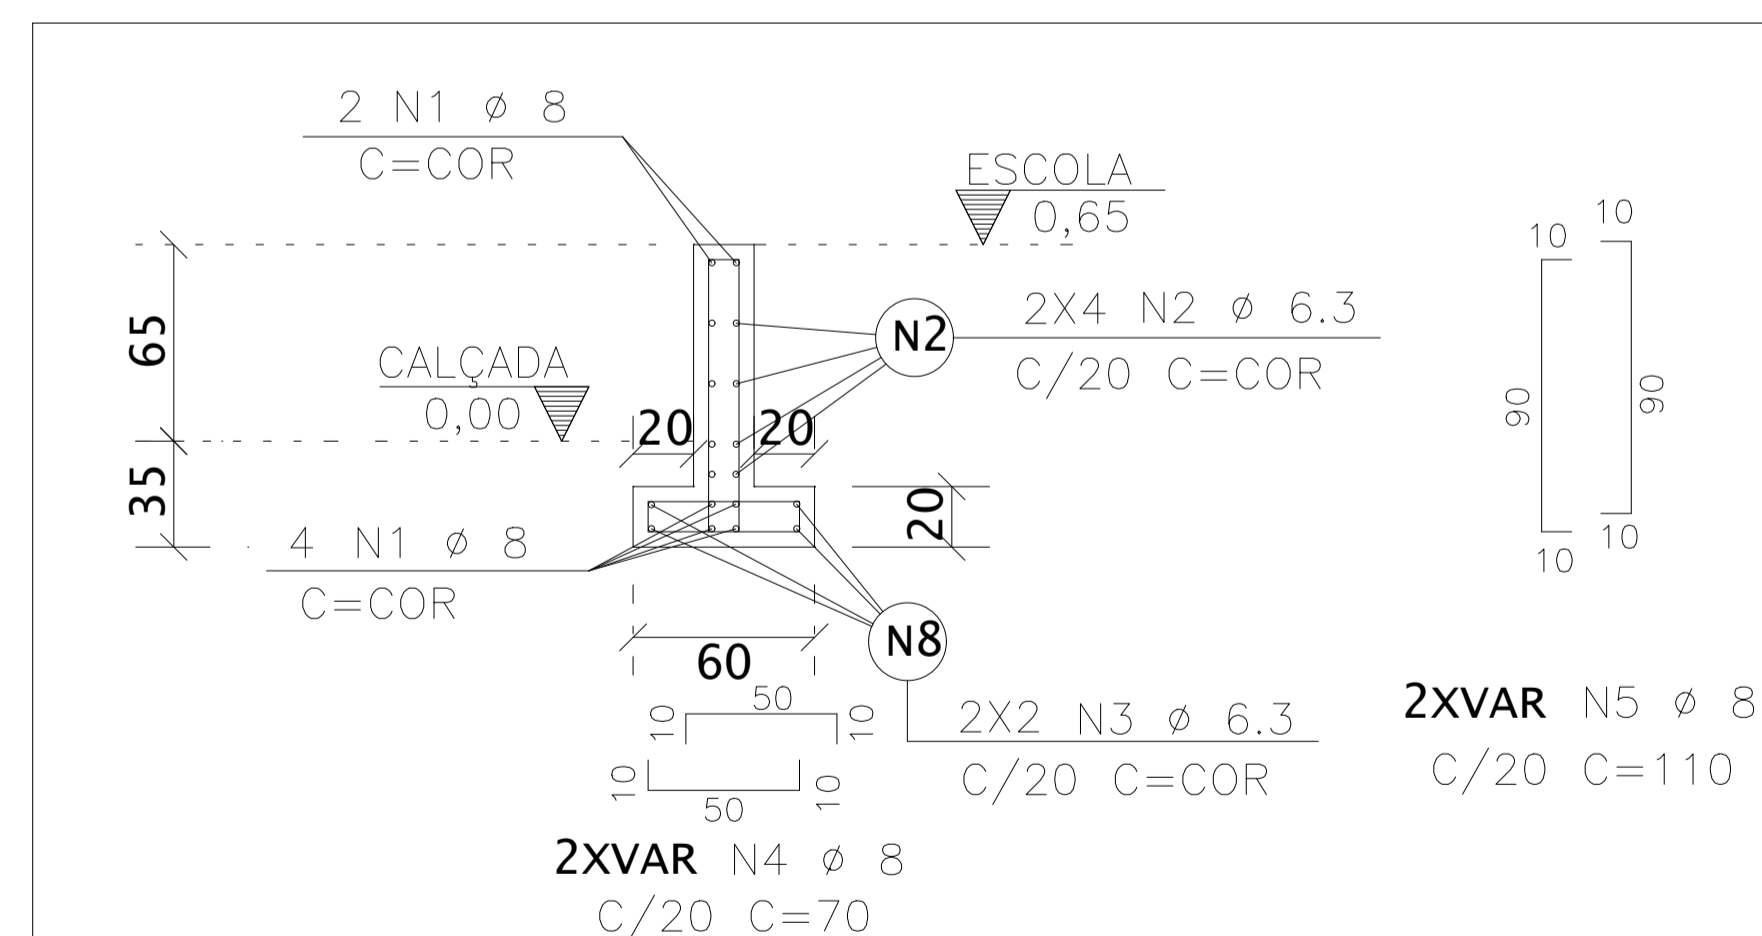 2 N1 ø 8
C=COR
ESCOLA
0,65
10
10
65
N2
2X4 N2 ø 6.3
C/20 C=COR
CALÇADA
0,00
20
20
90
90
35
20
4 N1 ø 8
C=COR
10
10
60
N8
50
10
10
2X2 N3 ø 6.3
C/20 C=COR
10
50
10
2XVAR N5 ø 8
C/20 C=110
2XVAR N4 ø 8
C/20 C=70